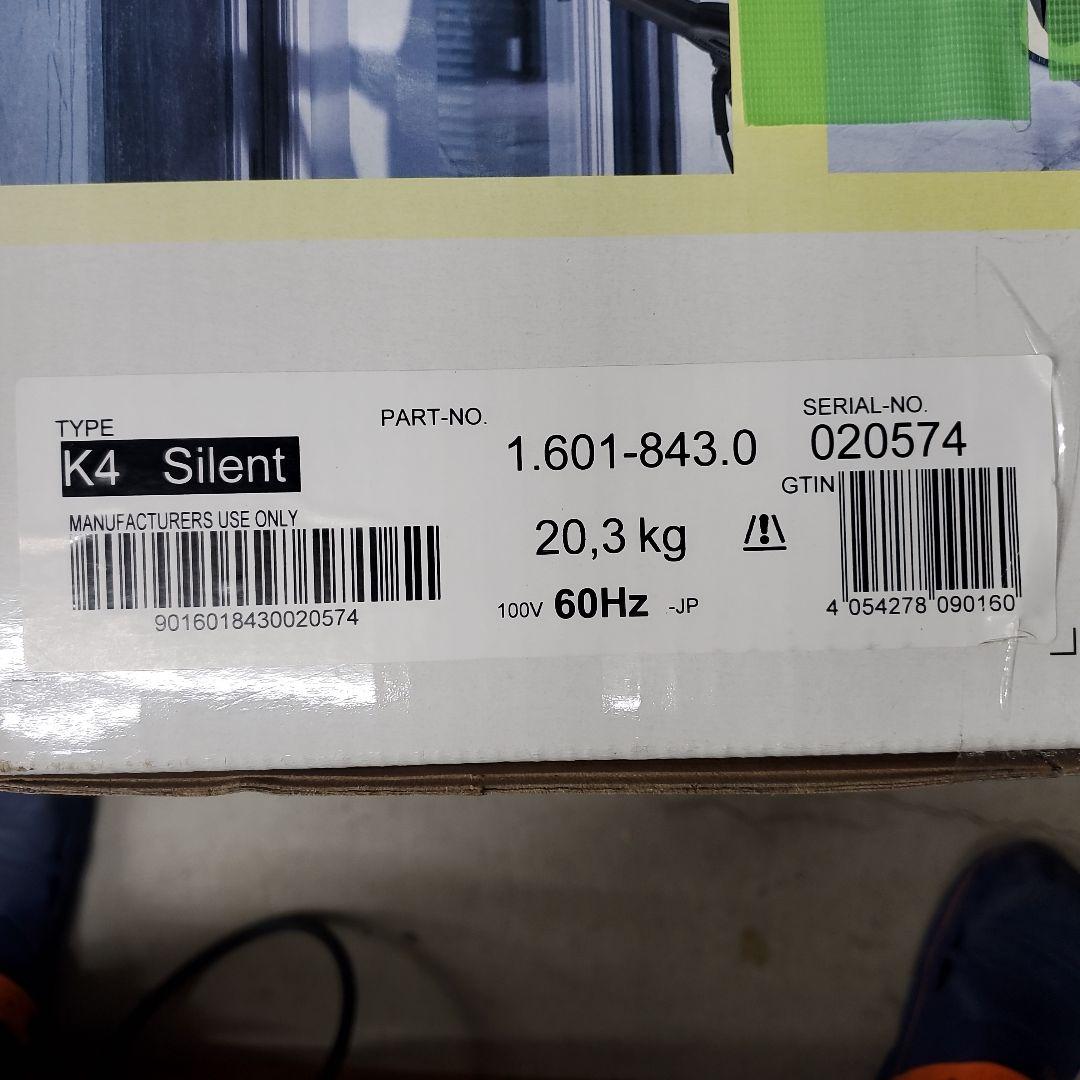 TYPE
K4 Silent
MANUFACTURERS USE ONLY
9016018430020574
PART-NO.
1.601-843.0
20,3 kg
100V 60Hz -JP
SERIAL-NO.
020574
GTIN
4 054278 090160